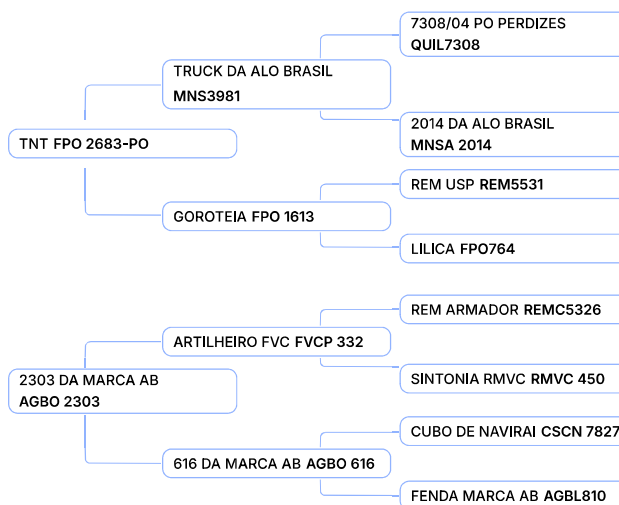 7308/04 PO PERDIZES
QUIL7308
TRUCK DA ALO BRASIL
MNS3981
2014 DA ALO BRASIL
MNSA 2014
TNT FPO 2683-PO
REM USP REM5531
GOROTEIA FPO 1613
LILICA FPO764
REM ARMADOR REMC5326
ARTILHEIRO FVC FVCP 332
SINTONIA RMVC RMVC 450
2303 DA MARCA AB
AGBO 2303
CUBO DE NAVIRAI CSCN 7827
616 DA MARCA AB AGBO 616
FENDA MARCA AB AGBL810